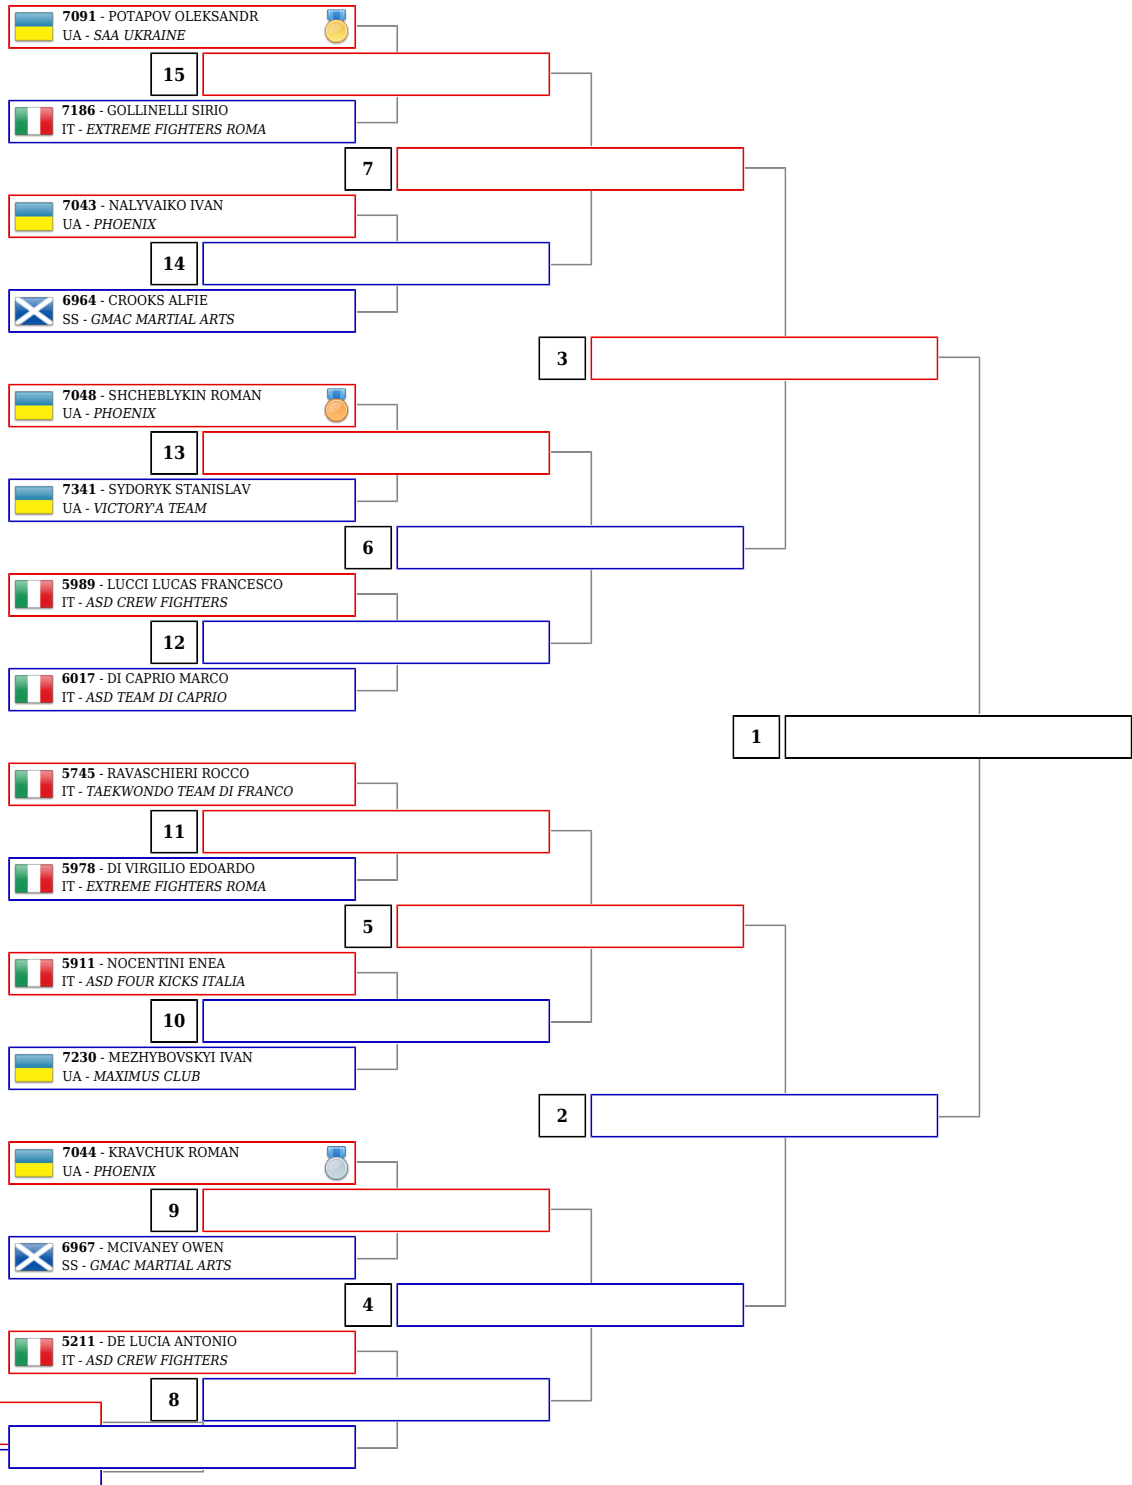 7091 - POTAPOV OLEKSANDR
UA - SAA UKRAINE
15
7186 - GOLLINELLI SIRIO
IT - EXTREME FIGHTERS ROMA
7
7043 - NALYVAIKO IVAN
UA - PHOENIX
14
6964 - CROOKS ALFIE
SS - GMAC MARTIAL ARTS
3
7048 - SHCHEBLYKIN ROMAN
UA - PHOENIX
13
7341 - SYDORYK STANISLAV
UA - VICTORY'A TEAM
6
5989 - LUCCI LUCAS FRANCESCO
IT - ASD CREW FIGHTERS
12
6017 - DI CAPRIO MARCO
IT - ASD TEAM DI CAPRIO
1
5745 - RAVASCHIERI ROCCO
IT - TAEKWONDO TEAM DI FRANCO
11
5978 - DI VIRGILIO EDOARDO
IT - EXTREME FIGHTERS ROMA
5
5911 - NOCENTINI ENEA
IT - ASD FOUR KICKS ITALIA
10
7230 - MEZHYBOVSKYI IVAN
UA - MAXIMUS CLUB
2
7044 - KRAVCHUK ROMAN
UA - PHOENIX
9
6967 - MCIVANEY OWEN
SS - GMAC MARTIAL ARTS
4
5211 - DE LUCIA ANTONIO
IT - ASD CREW FIGHTERS
8